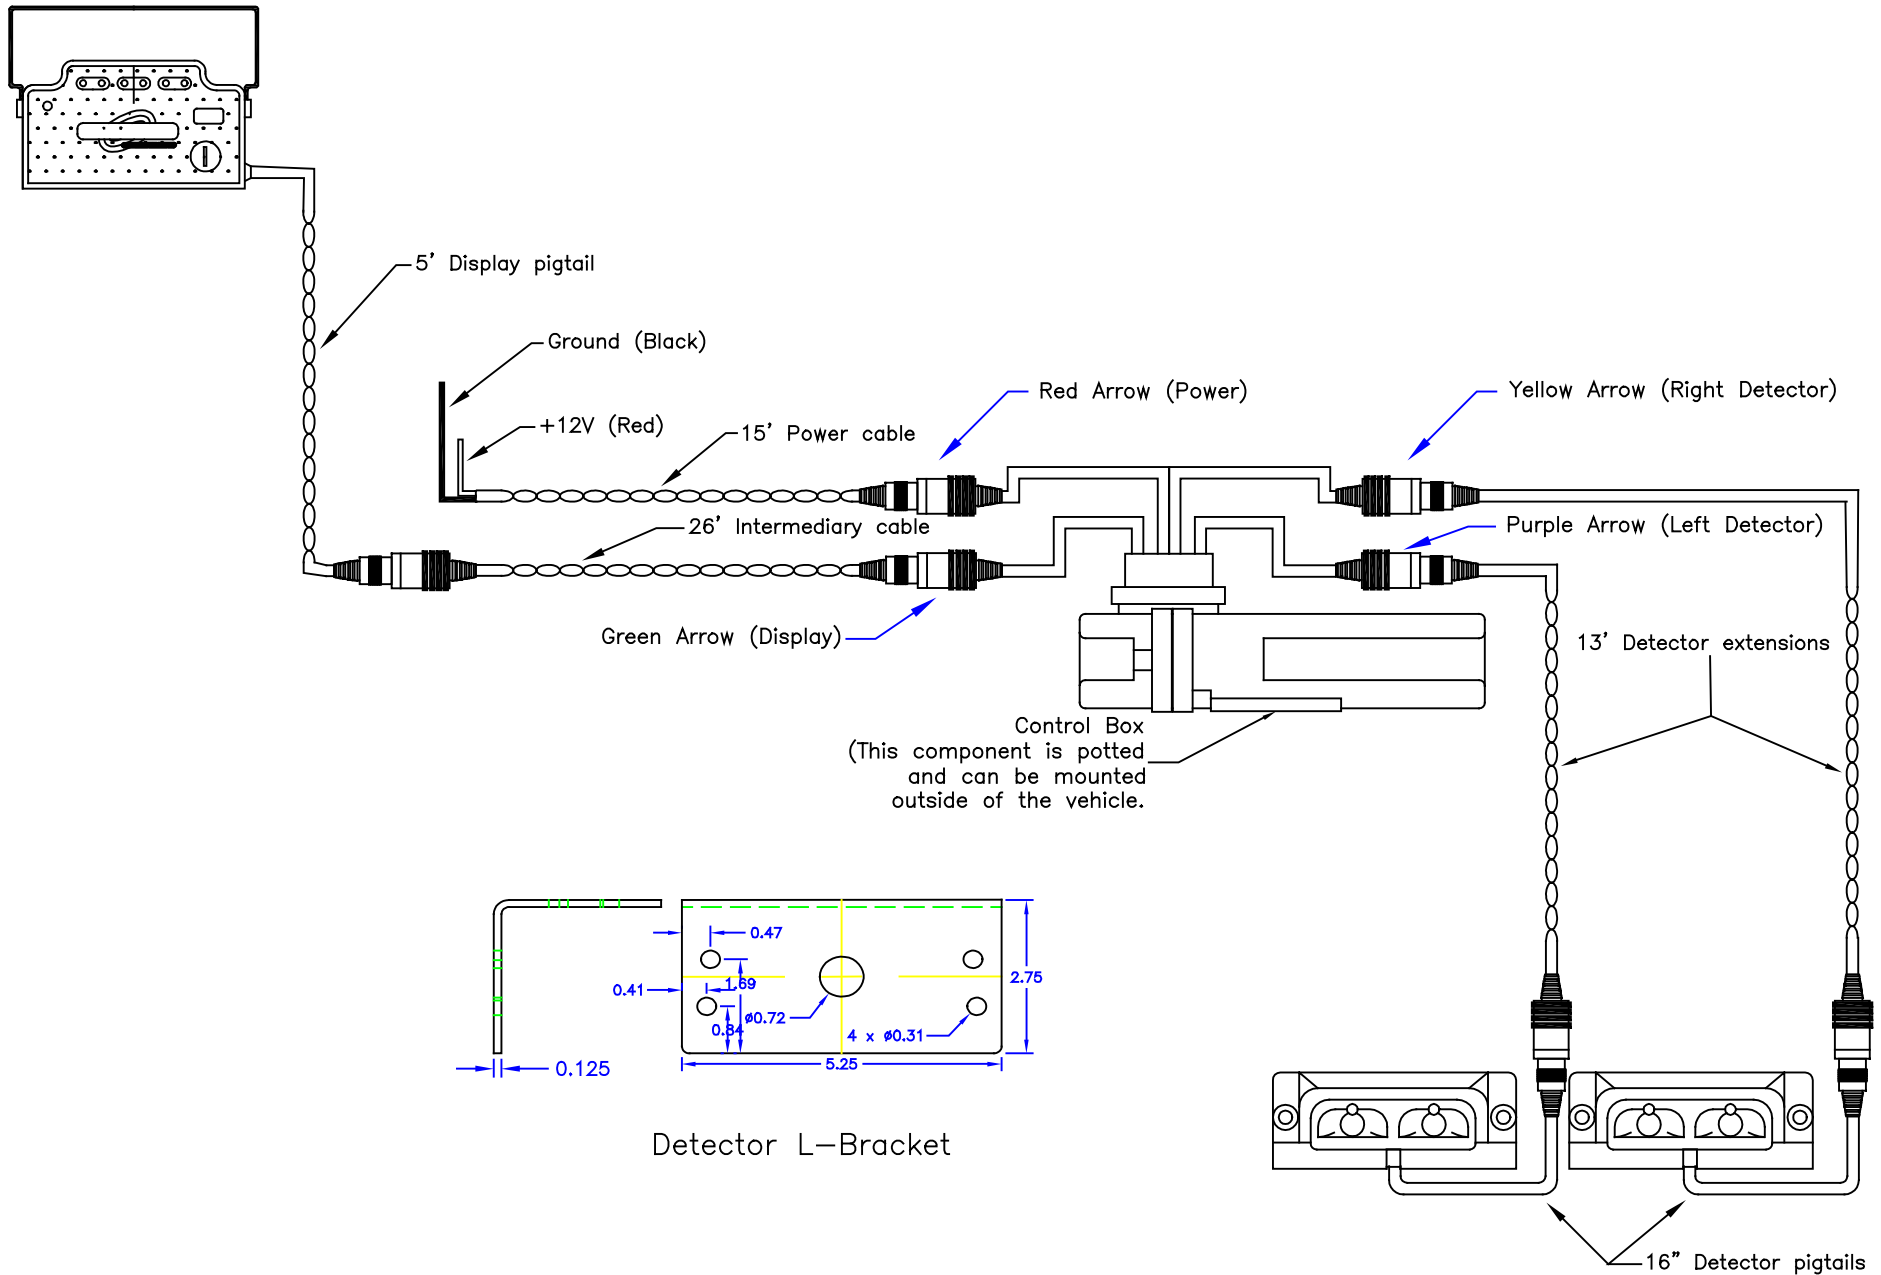 5' Display pigtail
Ground (Black)
Red Arrow (Power)
Yellow Arrow (Right Detector)
+12V (Red)
15' Power cable
26' Intermediary cable
Purple Arrow (Left Detector)
Green Arrow (Display)
13' Detector extensions
Control Box
(This component is potted
and can be mounted
outside of the vehicle.
0.47
2.75
0.41
1.69
ø0.72
0.84
4 x ø0.31
5.25
0.125
Detector L-Bracket
16" Detector pigtails